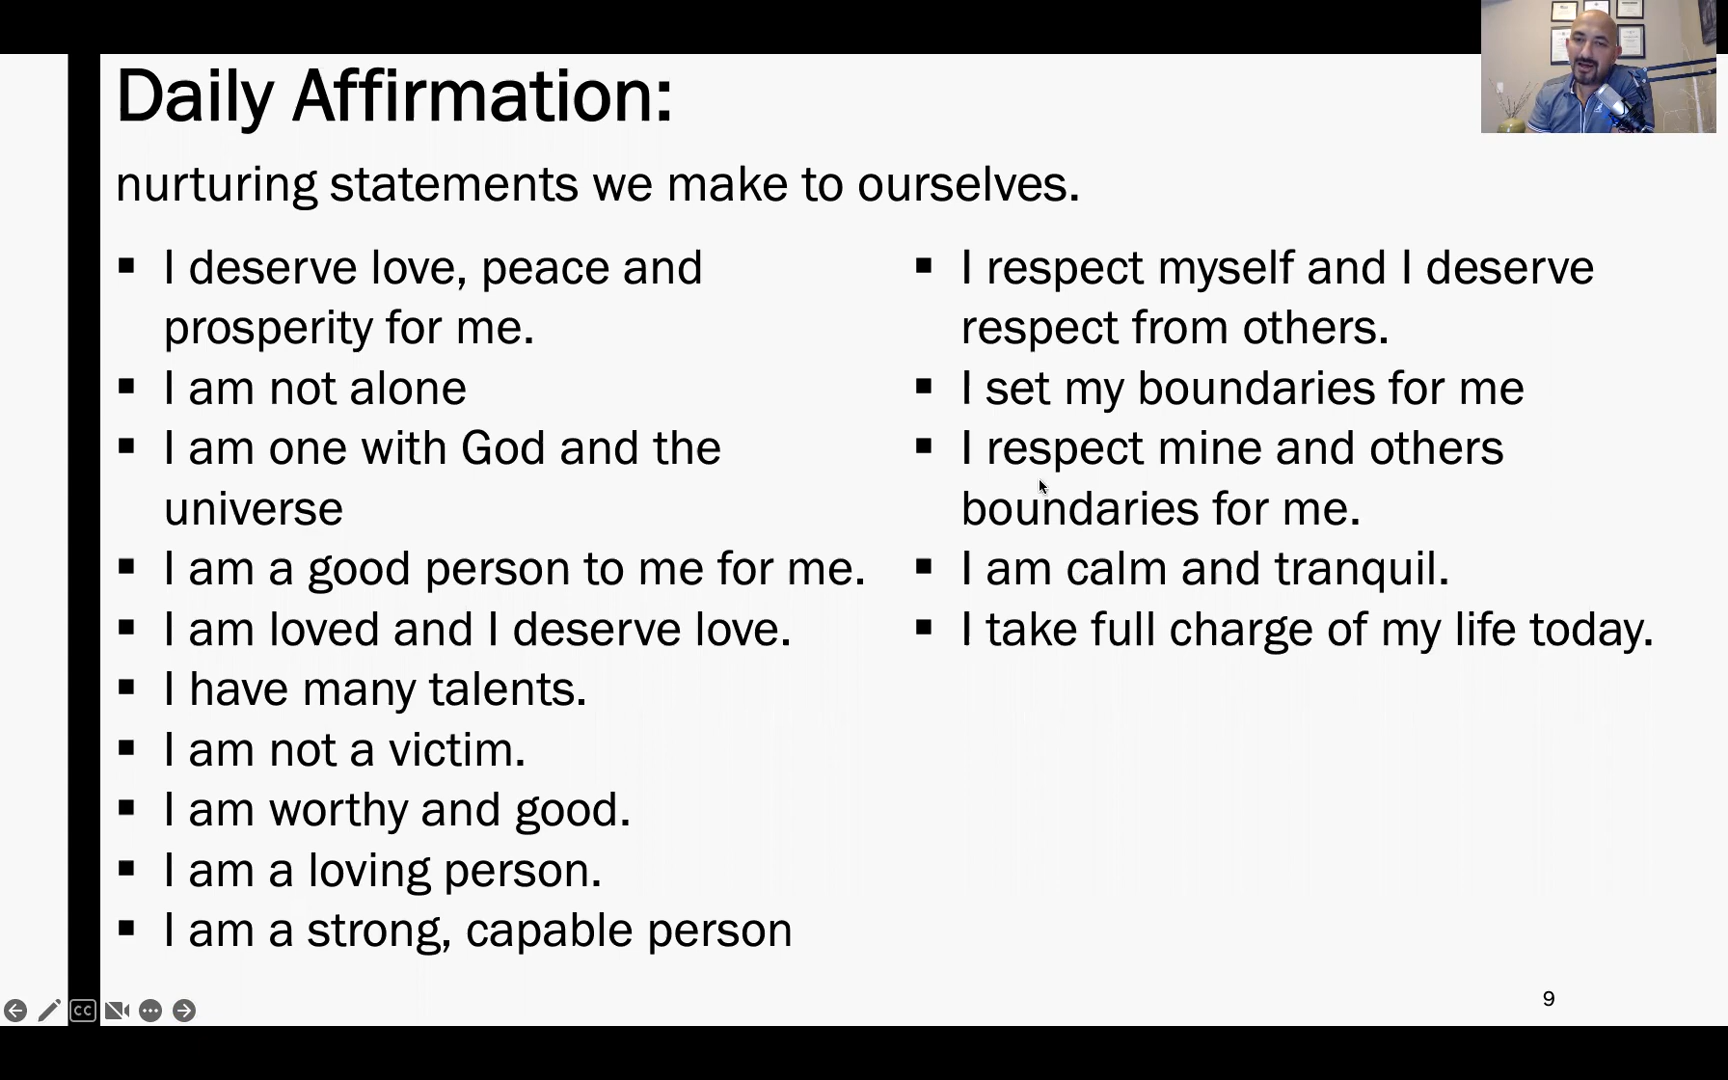 Daily Affirmation:
nurturing statements we make to ourselves.
▪ I deserve love, peace and
prosperity for me.
▪ I am not alone
▪ I am one with God and the
universe
▪ I am a good person to me for me.
▪ I am loved and I deserve love.
▪ I have many talents.
▪ I am not a victim.
▪ I am worthy and good.
▪ I am a loving person.
▪ I am a strong, capable person
▪ I respect myself and I deserve
respect from others.
▪ I set my boundaries for me
▪ I respect mine and others
boundaries for me.
▪ I am calm and tranquil.
▪ I take full charge of my life today.
CC
9